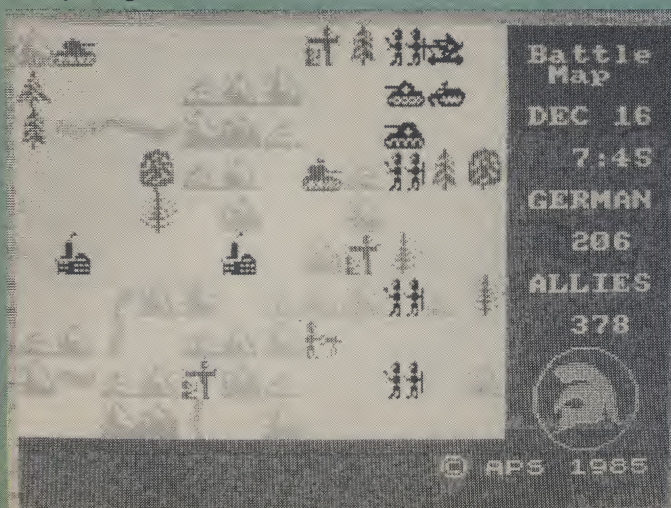 Battle
Map
DEC 16
7:45
GERMAN
206
ALLIES
378
© APS 1985